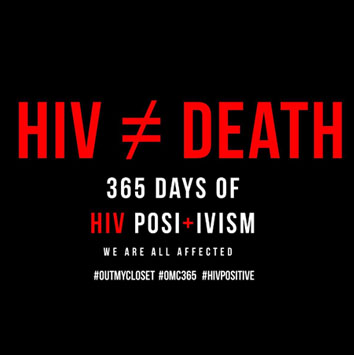 HIV ≠ DEATH
365 DAYS OF
HIV POSI+IVISM
WE ARE ALL AFFECTED
#OUTMYCLOSET #OMC365 #HIVPOSITIVE